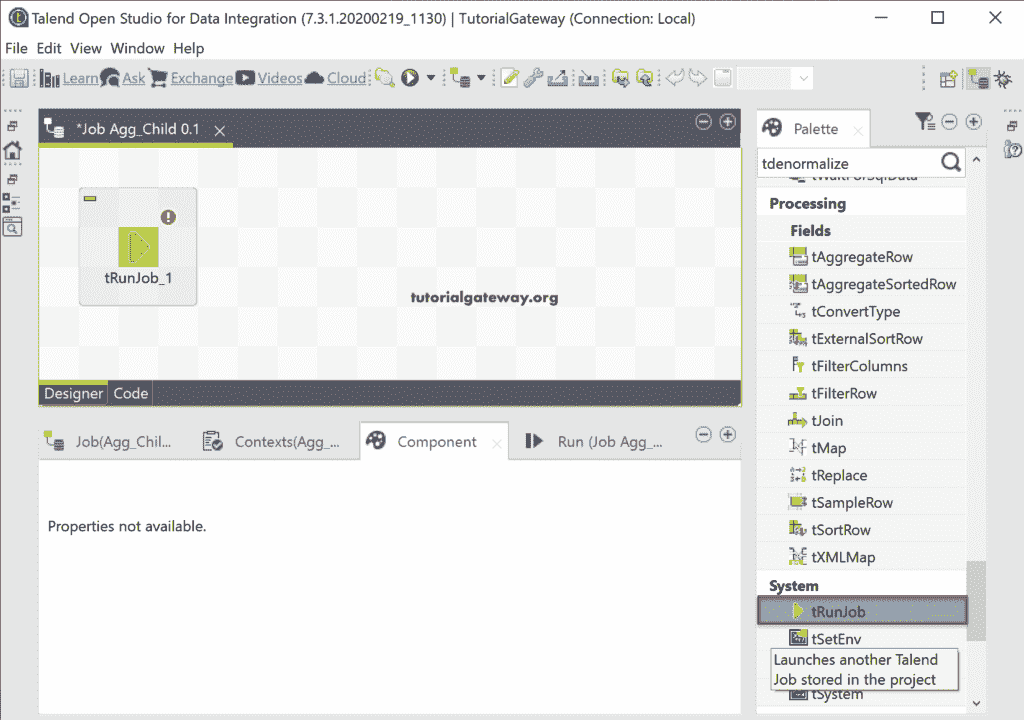 Talend Open Studio for Data Integration (7.3.1.20200219_1130) | TutorialGateway (Connection: Local)
File Edit View Window Help
Learn Ask Exchange Videos Cloud
*Job Agg_Child 0.1
Palette
tdenormalize
tWaitForSqlData
Processing
Fields
tAggregateRow
tAggregateSortedRow
tConvertType
tExternalSortRow
tFilterColumns
tFilterRow
tJoin
tMap
tReplace
tSampleRow
tSortRow
tXMLMap
System
tRunJob
tSetEnv
Launches another Talend
Job stored in the project
tSystem
tRunJob_1
tutorialgateway.org
Designer Code
Job(Agg_Chil... Contexts(Agg_... Component Run (Job Agg_...
Properties not available.